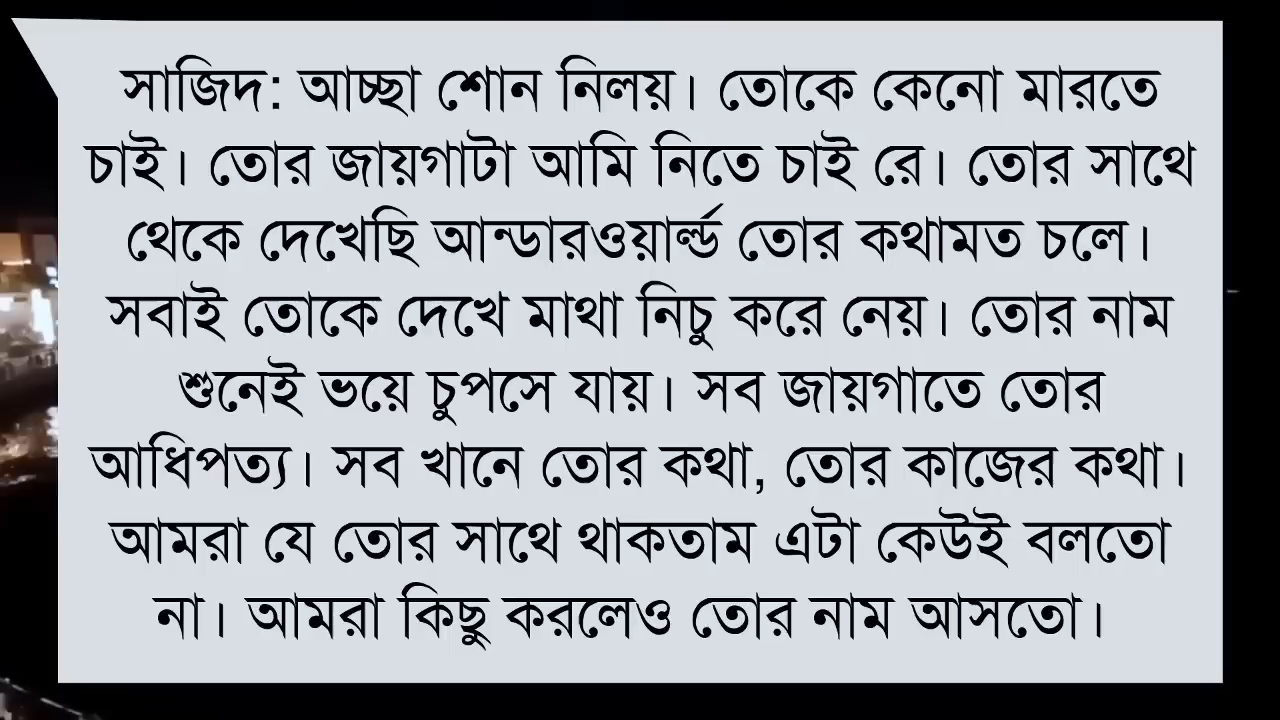 সাজিদ: আচ্ছা শোন নিলয়। তোকে কেনো মারতে
চাই। তোর জায়গাটা আমি নিতে চাই রে। তোর সাথে
থেকে দেখেছি আন্ডারওয়ার্ল্ড তোর কথামত চলে।
সবাই তোকে দেখে মাথা নিচু করে নেয়। তোর নাম
শুনেই ভয়ে চুপসে যায়। সব জায়গাতে তোর
আধিপত্য। সব খানে তোর কথা, তোর কাজের কথা।
আমরা যে তোর সাথে থাকতাম এটা কেউই বলতো
না। আমরা কিছু করলেও তোর নাম আসতো।